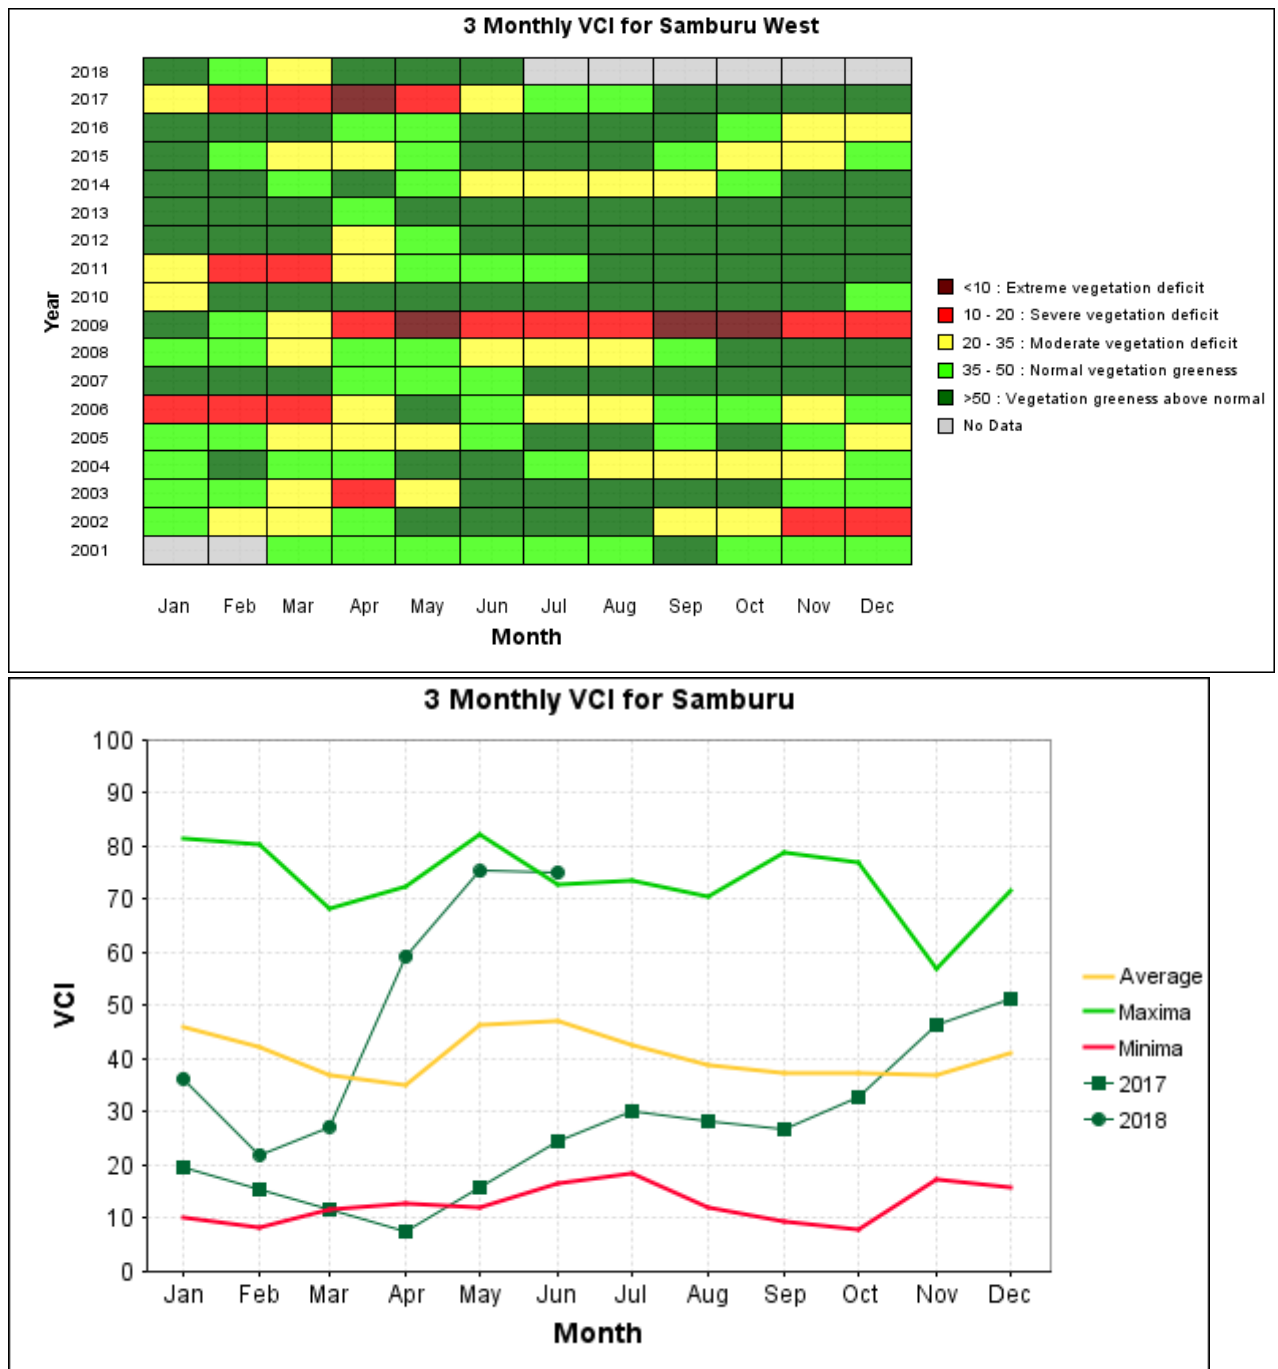 3 Monthly VCI for Samburu West
Year
2018
2017
2016
2015
2014
2013
2012
2011
2010
2009
2008
2007
2006
2005
2004
2003
2002
2001
Jan Feb Mar Apr May Jun Jul Aug Sep Oct Nov Dec
Month
<10 : Extreme vegetation deficit
10 - 20 : Severe vegetation deficit
20 - 35 : Moderate vegetation deficit
35 - 50 : Normal vegetation greeness
>50 : Vegetation greeness above normal
No Data
3 Monthly VCI for Samburu
VCI
100
90
80
70
60
50
40
30
20
10
0
Jan Feb Mar Apr May Jun Jul Aug Sep Oct Nov Dec
Month
Average
Maxima
Minima
2017
2018